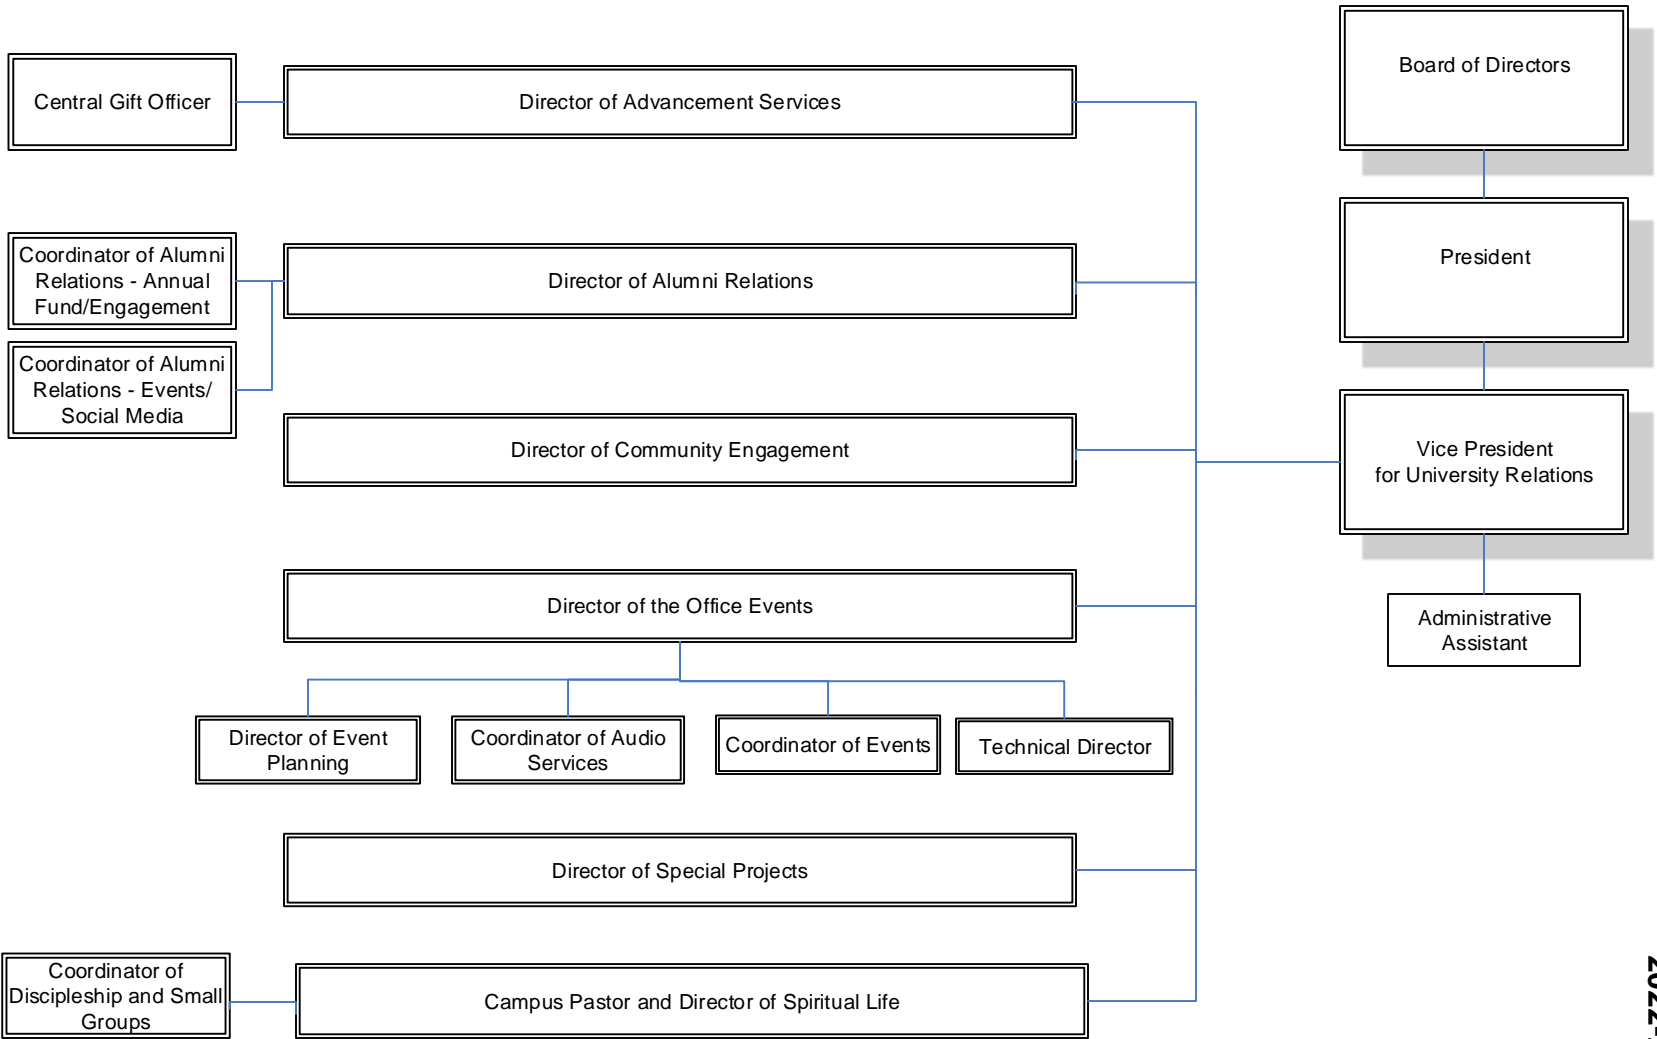 Board of Directors
Central Gift Officer
Director of Advancement Services
President
Coordinator of Alumni
Relations - Annual
Fund/Engagement
Director of Alumni Relations
Coordinator of Alumni
Relations - Events/
Social Media
Director of Community Engagement
Vice President
for University Relations
Director of the Office Events
Administrative
Assistant
Director of Event
Planning
Coordinator of Audio
Services
Coordinator of Events
Technical Director
Director of Special Projects
Coordinator of
Discipleship and Small
Groups
Campus Pastor and Director of Spiritual Life